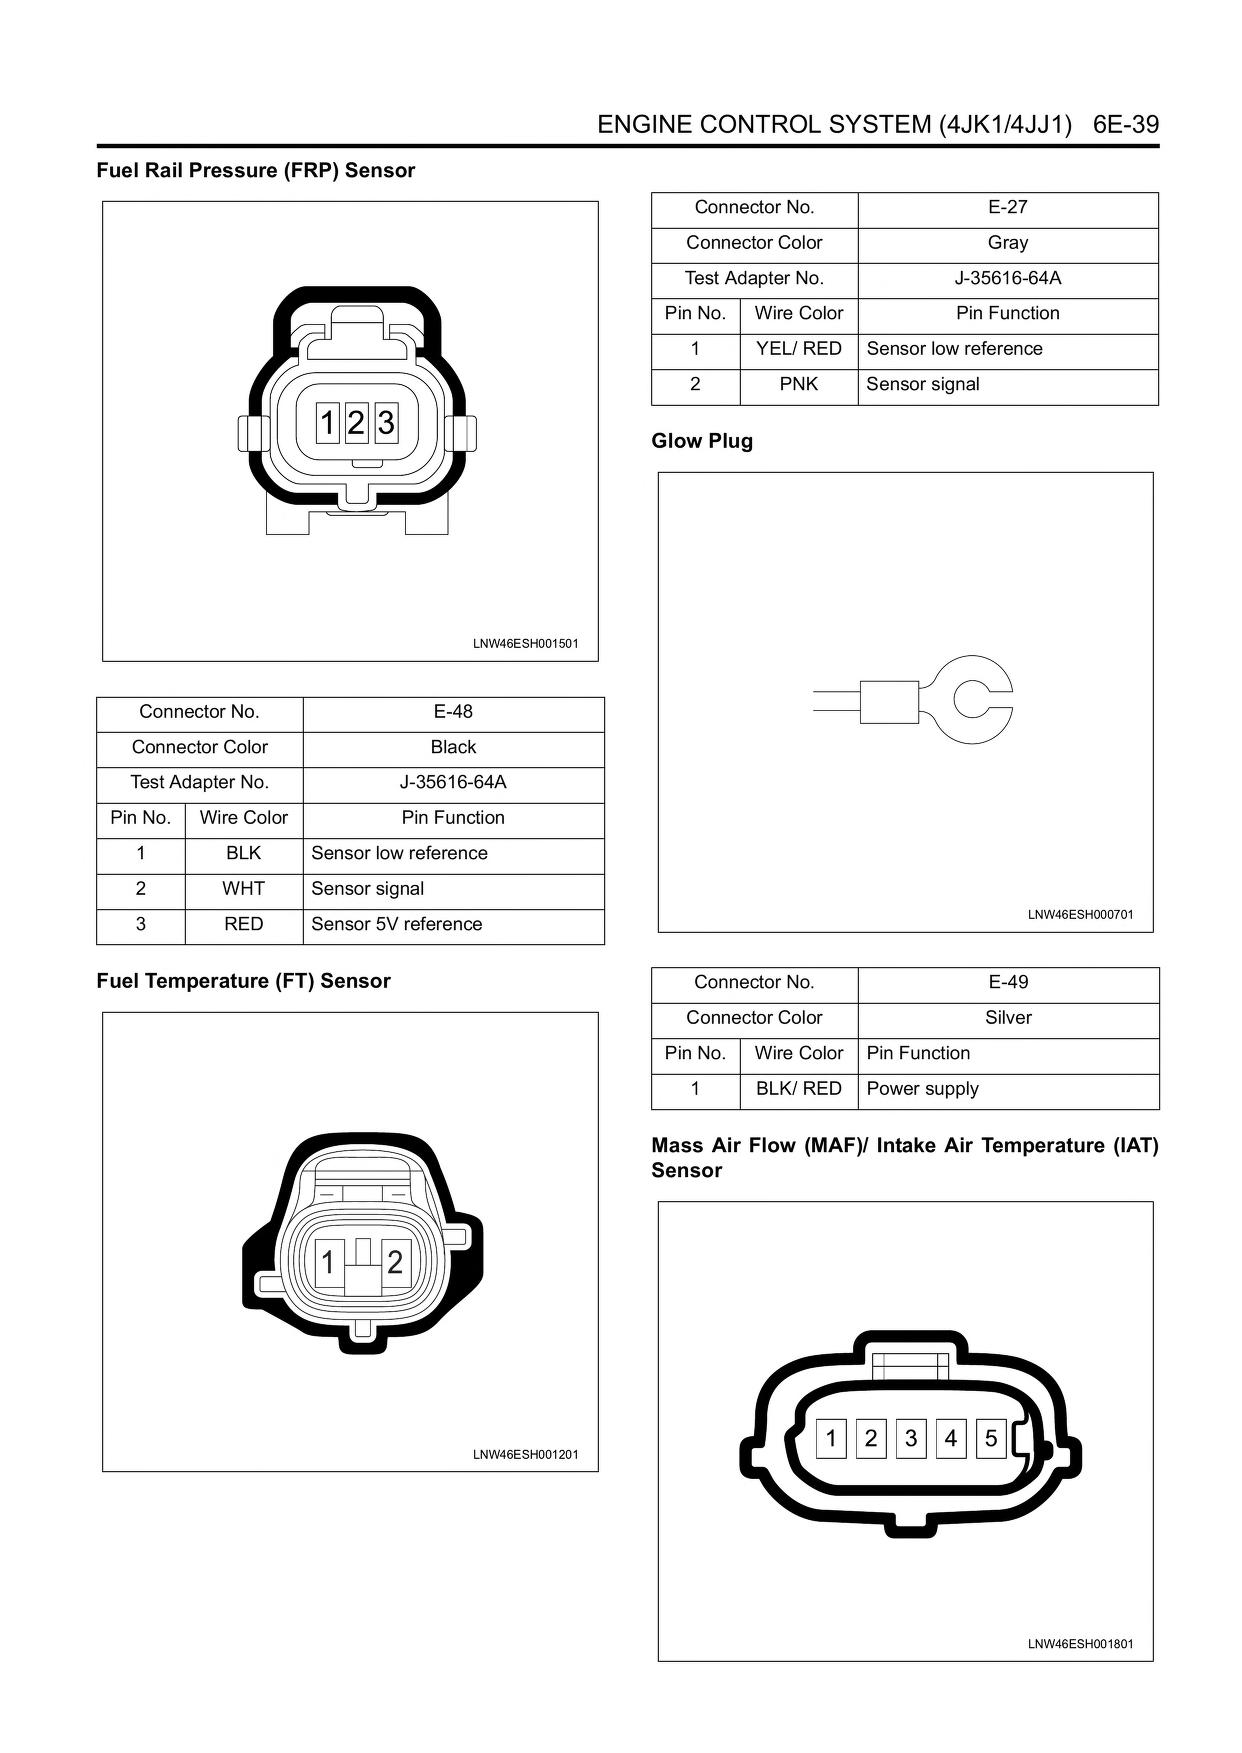 ENGINE CONTROL SYSTEM (4JK1/4JJ1) 6E-39
Fuel Rail Pressure (FRP) Sensor
1 2 3
LNW46ESH001501
Connector No. E-48
Connector Color Black
Test Adapter No. J-35616-64A
Pin No. Wire Color Pin Function
1 BLK Sensor low reference
2 WHT Sensor signal
3 RED Sensor 5V reference
Fuel Temperature (FT) Sensor
1 2
LNW46ESH001201
Connector No. E-27
Connector Color Gray
Test Adapter No. J-35616-64A
Pin No. Wire Color Pin Function
1 YEL/ RED Sensor low reference
2 PNK Sensor signal
Glow Plug
LNW46ESH000701
Connector No. E-49
Connector Color Silver
Pin No. Wire Color Pin Function
1 BLK/ RED Power supply
Mass Air Flow (MAF)/ Intake Air Temperature (IAT)
Sensor
1 2 3 4 5
LNW46ESH001801